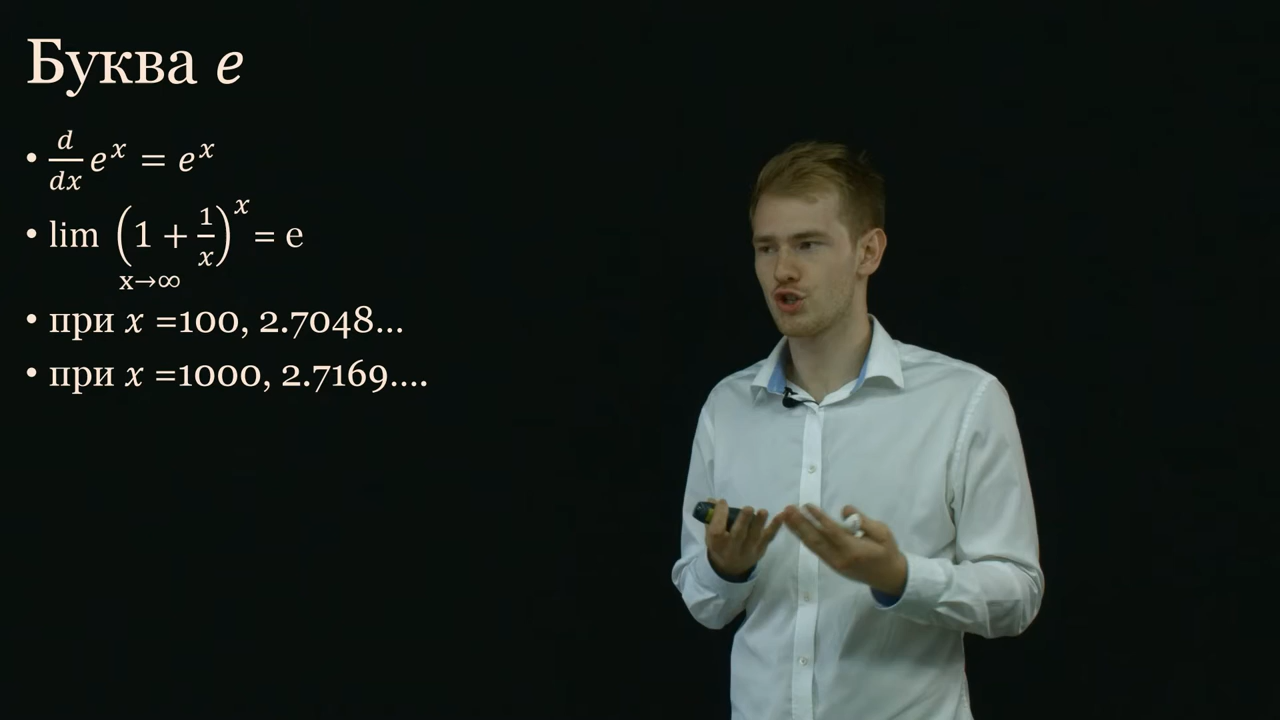 Буква e
• d/dx e^x = e^x
• lim (1 + 1/x)^x = e
x→∞
• при x =100, 2.7048...
• при x =1000, 2.7169....